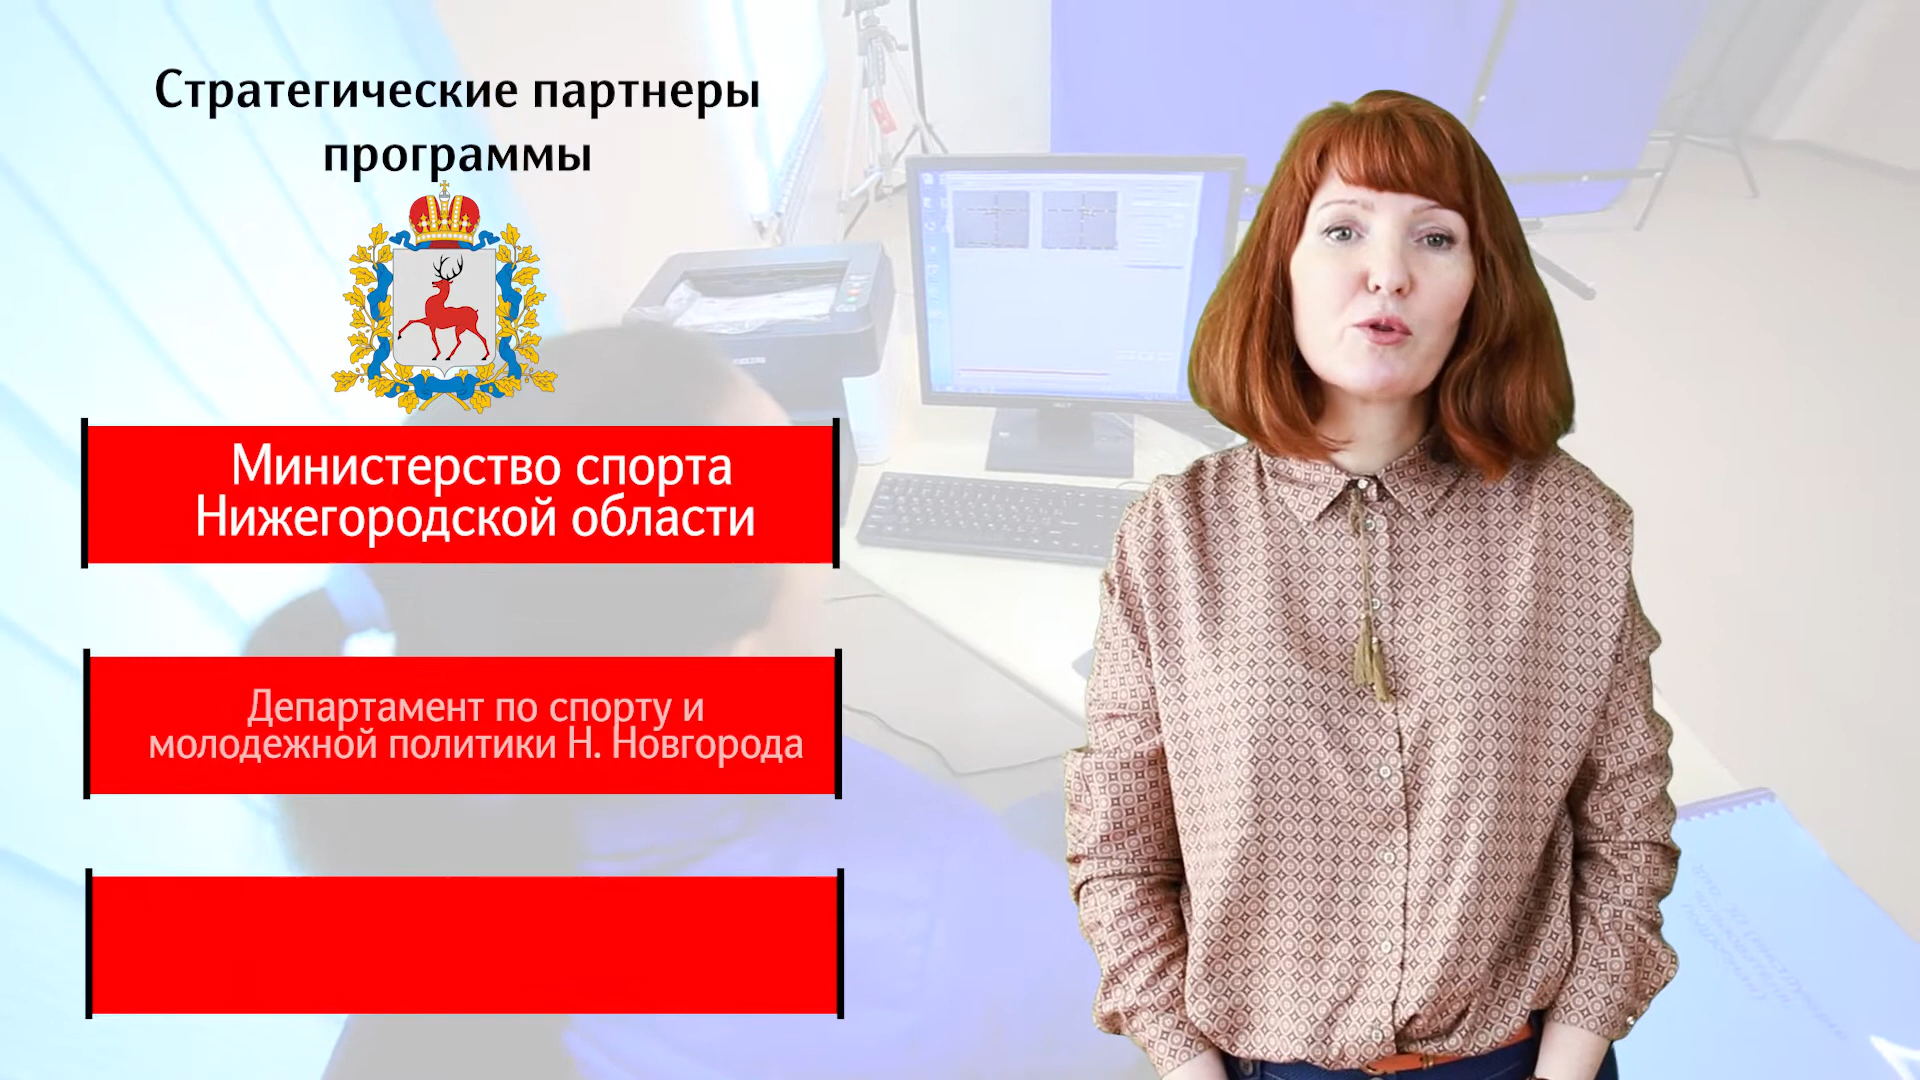 Стратегические партнеры
программы
Министерство спорта
Нижегородской области
Департамент по спорту и
молодежной политики Н. Новгорода